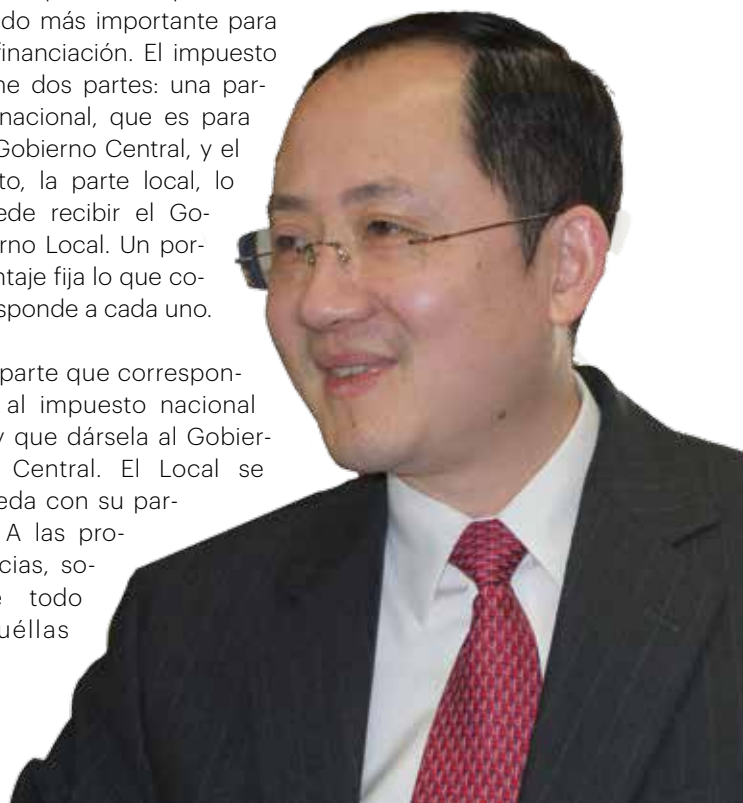 do más importante para
financiación. El impuesto
ne dos partes: una par-
nacional, que es para
Gobierno Central, y el
to, la parte local, lo
ede recibir el Go-
rno Local. Un por-
ntaje fija lo que co-
sponde a cada uno.
parte que correspon-
al impuesto nacional
y que dársela al Gobier-
Central. El Local se
eda con su par-
A las pro-
cias, so-
e todo
uéllas